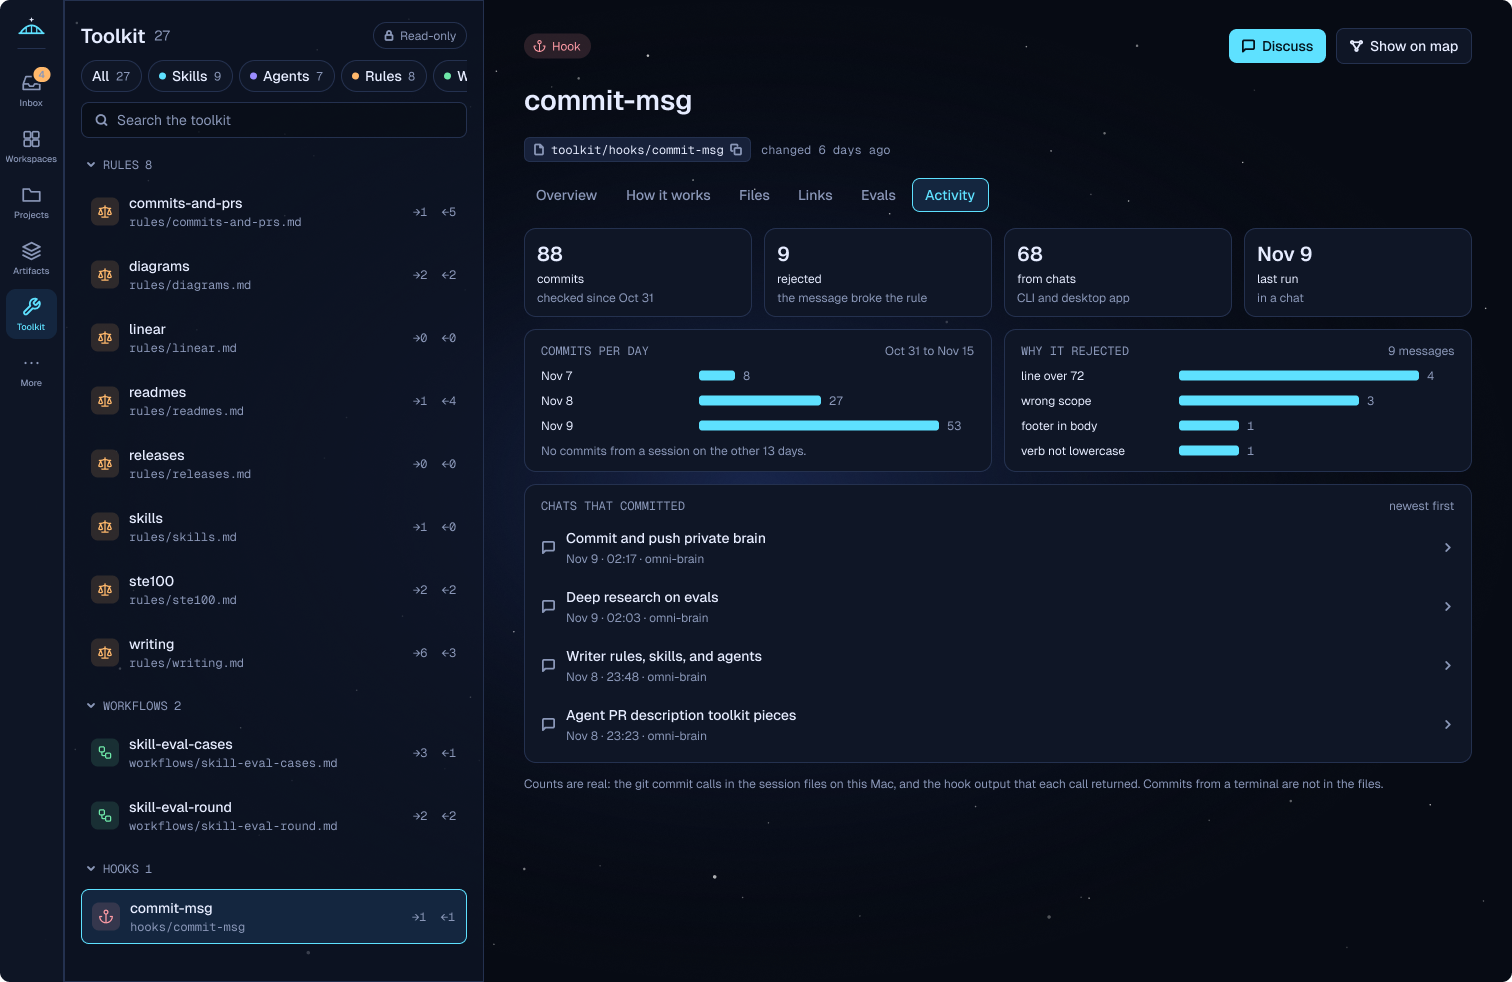 4
Inbox
Workspaces
Projects
Artifacts
Toolkit
More
Toolkit 27
Read-only
All 27
Skills 9
Agents 7
Rules 8
W
Search the toolkit
RULES 8
commits-and-prs
rules/commits-and-prs.md
→1 ←5
diagrams
rules/diagrams.md
→2 ←2
linear
rules/linear.md
→0 ←0
readmes
rules/readmes.md
→1 ←4
releases
rules/releases.md
→0 ←0
skills
rules/skills.md
→1 ←0
ste100
rules/ste100.md
→2 ←2
writing
rules/writing.md
→6 ←3
WORKFLOWS 2
skill-eval-cases
workflows/skill-eval-cases.md
→3 ←1
skill-eval-round
workflows/skill-eval-round.md
→2 ←2
HOOKS 1
commit-msg
hooks/commit-msg
→1 ←1
Hook
Discuss
Show on map
commit-msg
toolkit/hooks/commit-msg
changed 6 days ago
Overview
How it works
Files
Links
Evals
Activity
88
commits
checked since Oct 31
9
rejected
the message broke the rule
68
from chats
CLI and desktop app
Nov 9
last run
in a chat
COMMITS PER DAY
Oct 31 to Nov 15
Nov 7 8
Nov 8 27
Nov 9 53
No commits from a session on the other 13 days.
WHY IT REJECTED
9 messages
line over 72 4
wrong scope 3
footer in body 1
verb not lowercase 1
CHATS THAT COMMITTED
newest first
Commit and push private brain
Nov 9 · 02:17 · omni-brain
Deep research on evals
Nov 9 · 02:03 · omni-brain
Writer rules, skills, and agents
Nov 8 · 23:48 · omni-brain
Agent PR description toolkit pieces
Nov 8 · 23:23 · omni-brain
Counts are real: the git commit calls in the session files on this Mac, and the hook output that each call returned. Commits from a terminal are not in the files.